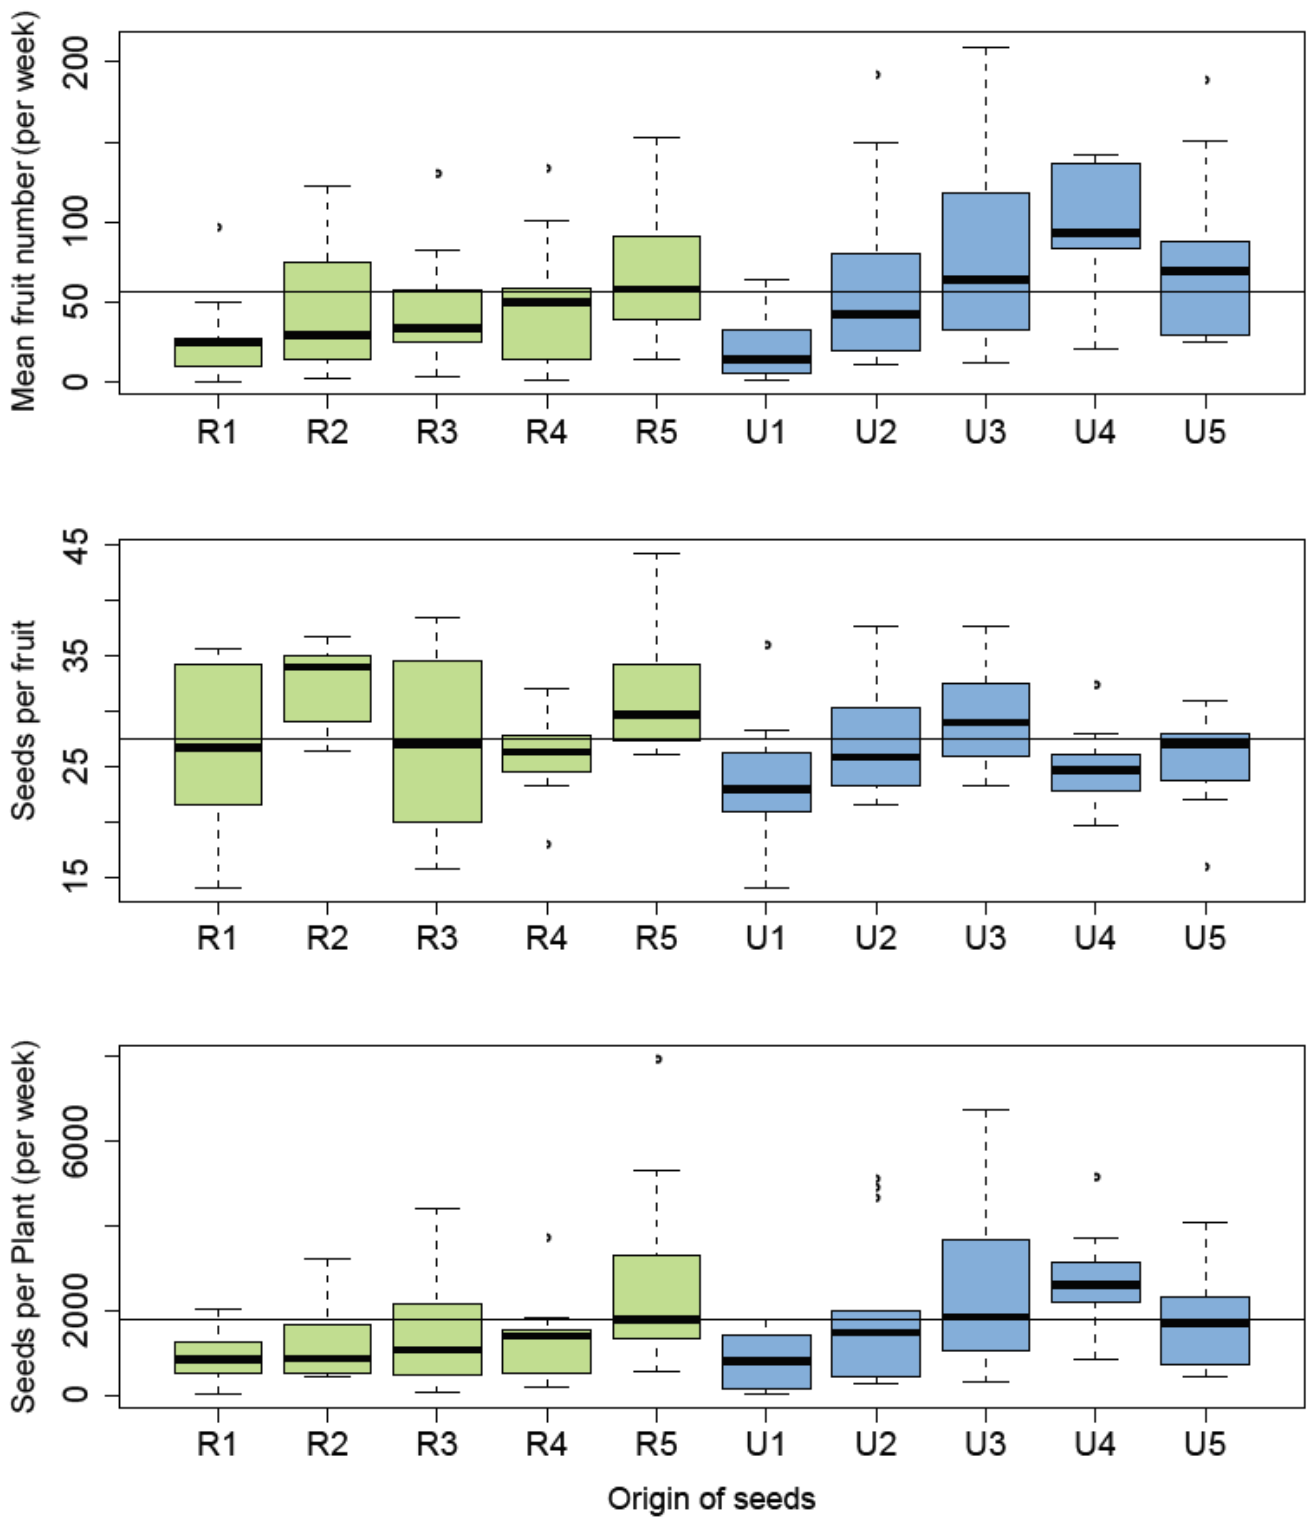 Mean fruit number (per week)
200
100
50
0
R1 R2 R3 R4 R5 U1 U2 U3 U4 U5
Seeds per fruit
45
35
25
15
R1 R2 R3 R4 R5 U1 U2 U3 U4 U5
Seeds per Plant (per week)
6000
2000
0
R1 R2 R3 R4 R5 U1 U2 U3 U4 U5
Origin of seeds